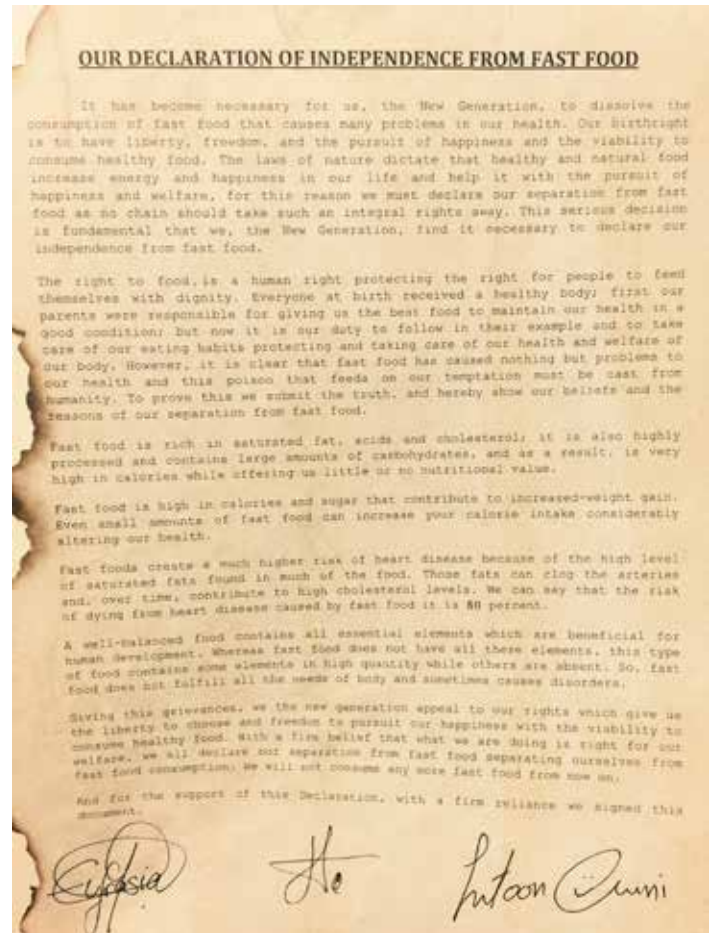 OUR DECLARATION OF INDEPENDENCE FROM FAST FOOD
It has become necessary for us, the New Generation, to dissolve the
consumption of fast food that causes many problems in our health. Our birthright
is to have liberty, freedom, and the pursuit of happiness and the viability to
consume healthy food. The laws of nature dictate that healthy and natural food
increase energy and happiness in our life and help it with the pursuit of
happiness and welfare, for this reason we must declare our separation from fast
food as no chain should take such an integral rights away. This serious decision
is fundamental that we, the New Generation, find it necessary to declare our
independence from fast food.
The right to food, is a human right protecting the right for people to feed
themselves with dignity. Everyone at birth received a healthy body; first our
parents were responsible for giving us the best food to maintain our health in a
good condition; but now it is our duty to follow in their example and to take
care of our eating habits protecting and taking care of our health and welfare of
our body. However, it is clear that fast food has caused nothing but problems to
our health and this poison that feeds on our temptation must be cast from
humanity. To prove this we submit the truth, and hereby show our beliefs and the
reasons of our separation from fast food.
Fast food is rich in saturated fat, acids and cholesterol; it is also highly
processed and contains large amounts of carbohydrates, and as a result, is very
high in calories while offering us little or no nutritional value.
Fast food is high in calories and sugar that contribute to increased-weight gain.
Even small amounts of fast food can increase your calorie intake considerably
altering our health.
Fast foods create a much higher risk of heart disease because of the high level
of saturated fats found in much of the food. Those fats can clog the arteries
and, over time, contribute to high cholesterol levels. We can say that the risk
of dying from heart disease caused by fast food it is 80 percent.
A well-balanced food contains all essential elements which are beneficial for
human development. Whereas fast food does not have all these elements, this type
of food contains some elements in high quantity while others are absent. So, fast
food does not fulfill all the needs of body and sometimes causes disorders.
Giving this grievances, we the new generation appeal to our rights which give us
the liberty to choose and freedom to pursuit our happiness with the viability to
consume healthy food. With a firm belief that what we are doing is right for our
welfare, we all declare our separation from fast food separating ourselves from
fast food consumption; We will not consume any more fast food from now on.
And for the support of this Declaration, with a firm reliance we signed this
document.